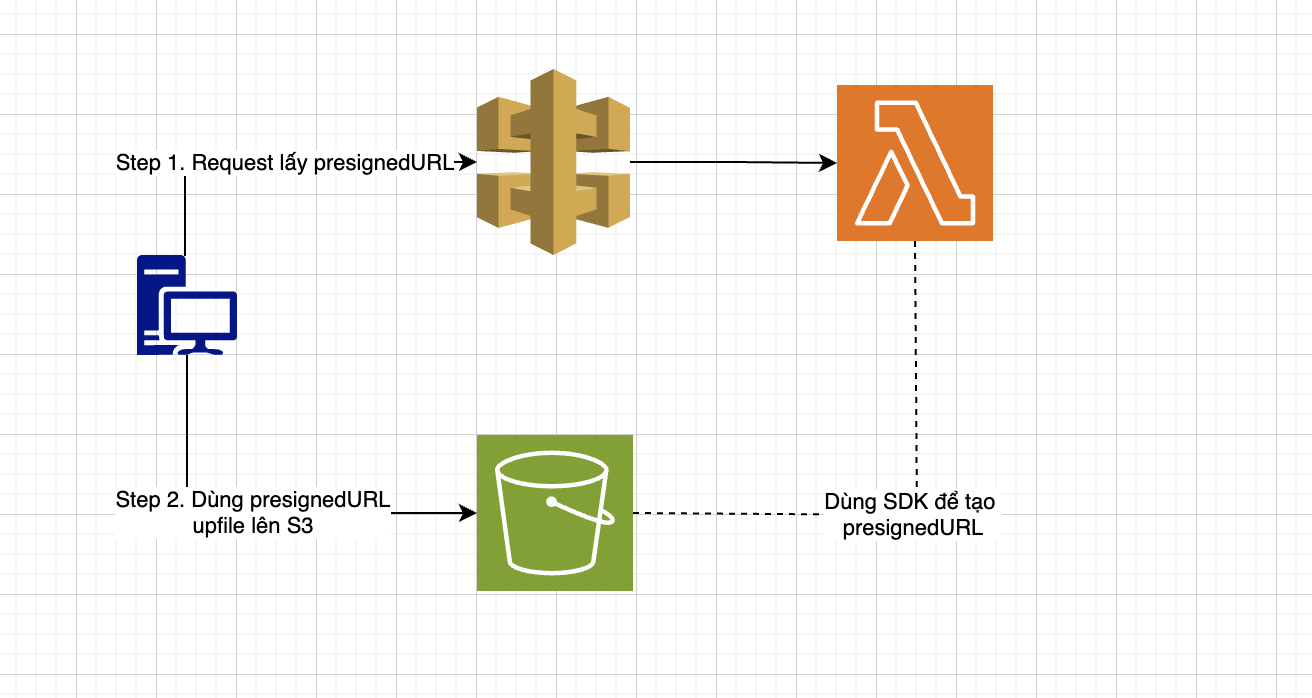 Step 1. Request lấy presignedURL
Step 2. Dùng presignedURL
upfile lên S3
Dùng SDK để tạo
presignedURL